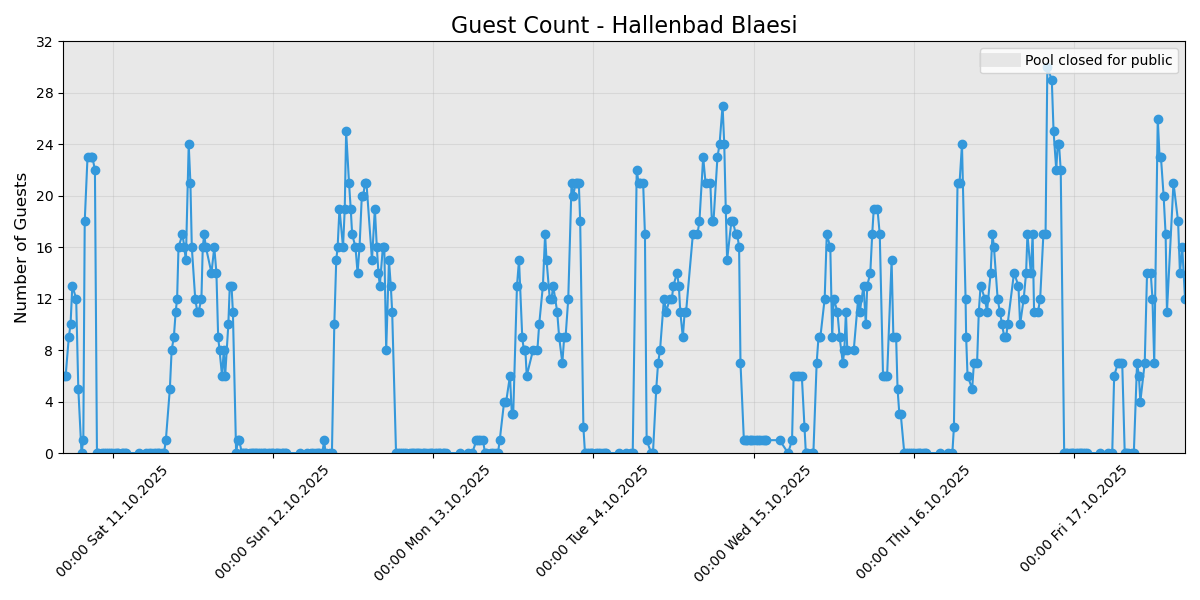 Guest Count - Hallenbad Blaesi
Pool closed for public
Number of Guests
32
28
24
20
16
12
8
4
0
00:00 Sat 11.10.2025
00:00 Sun 12.10.2025
00:00 Mon 13.10.2025
00:00 Tue 14.10.2025
00:00 Wed 15.10.2025
00:00 Thu 16.10.2025
00:00 Fri 17.10.2025